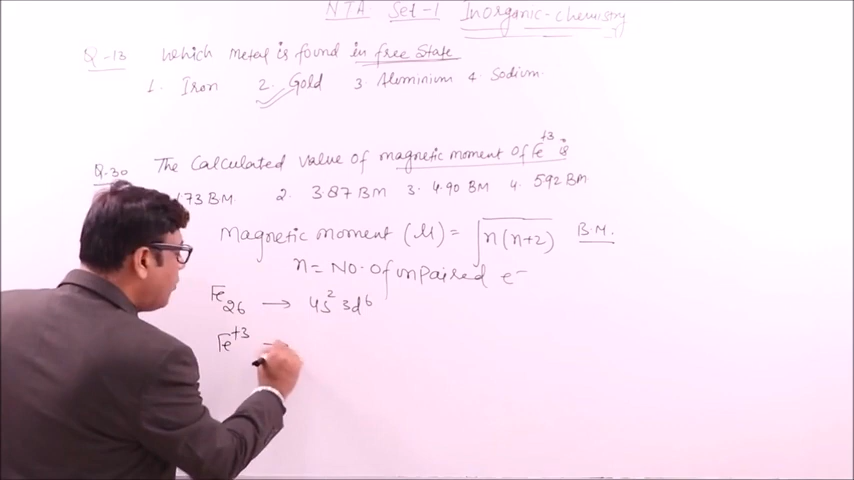 NTA Set-1 Inorganic-chemistry
Q-13 which metal is found in free State
1. Iron 2. Gold 3 Aluminium 4. Sodium.
Q.30 The Calculated value of magnetic moment of Fe+3 is
1.73 BM. 2. 3.87 BM 3. 4.90 BM 4. 592 BM.
Magnetic moment (μ) = √n(n+2) B.M.
n = No. of unpaired e-
Fe26 → 4s2 3d6
Fe+3